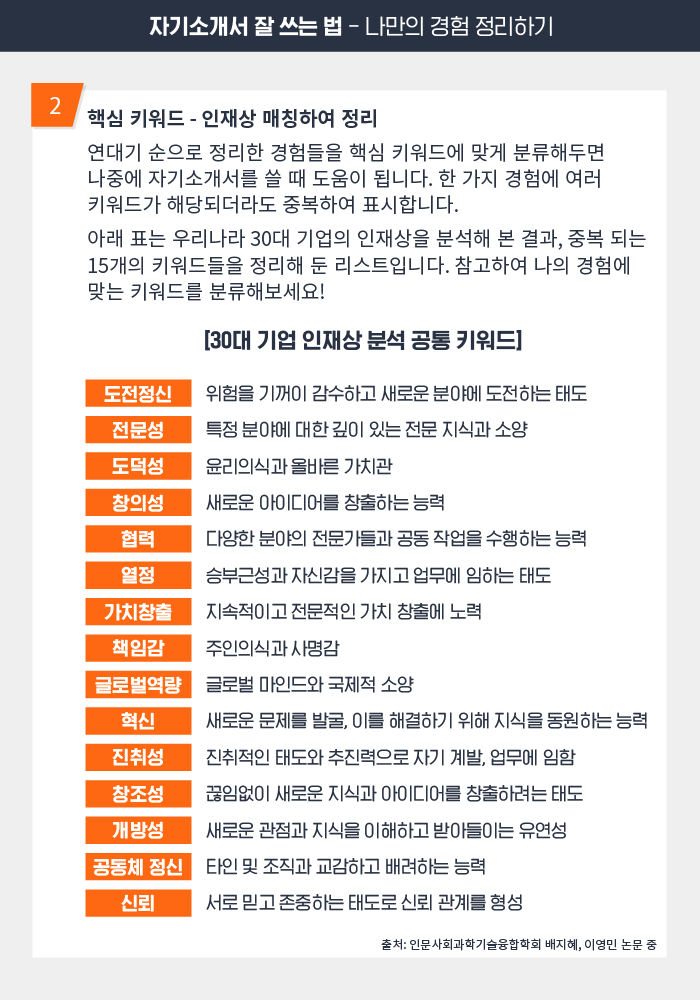 자기소개서 잘 쓰는 법 - 나만의 경험 정리하기
2
핵심 키워드 - 인재상 매칭하여 정리
연대기 순으로 정리한 경험들을 핵심 키워드에 맞게 분류해두면
나중에 자기소개서를 쓸 때 도움이 됩니다. 한 가지 경험에 여러
키워드가 해당되더라도 중복하여 표시합니다.
아래 표는 우리나라 30대 기업의 인재상을 분석해 본 결과, 중복 되는
15개의 키워드들을 정리해 둔 리스트입니다. 참고하여 나의 경험에
맞는 키워드를 분류해보세요!
[30대 기업 인재상 분석 공통 키워드]
도전정신 위험을 기꺼이 감수하고 새로운 분야에 도전하는 태도
전문성 특정 분야에 대한 깊이 있는 전문 지식과 소양
도덕성 윤리의식과 올바른 가치관
창의성 새로운 아이디어를 창출하는 능력
협력 다양한 분야의 전문가들과 공동 작업을 수행하는 능력
열정 승부근성과 자신감을 가지고 업무에 임하는 태도
가치창출 지속적이고 전문적인 가치 창출에 노력
책임감 주인의식과 사명감
글로벌역량 글로벌 마인드와 국제적 소양
혁신 새로운 문제를 발굴, 이를 해결하기 위해 지식을 동원하는 능력
진취성 진취적인 태도와 추진력으로 자기 계발, 업무에 임함
창조성 끊임없이 새로운 지식과 아이디어를 창출하려는 태도
개방성 새로운 관점과 지식을 이해하고 받아들이는 유연성
공동체 정신 타인 및 조직과 교감하고 배려하는 능력
신뢰 서로 믿고 존중하는 태도로 신뢰 관계를 형성
출처: 인문사회과학기술융합학회 배지혜, 이영민 논문 중